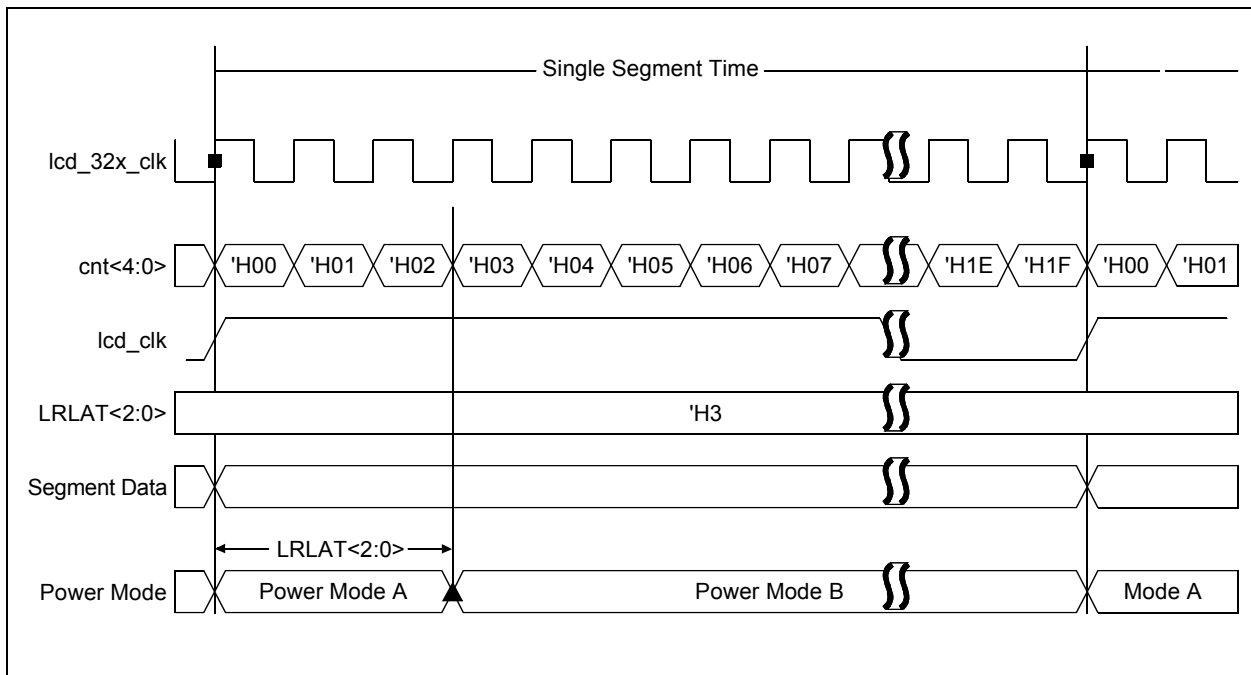 Single Segment Time
lcd_32x_clk
cnt<4:0> 'H00 'H01 'H02 'H03 'H04 'H05 'H06 'H07 'H1E 'H1F 'H00 'H01
lcd_clk
LRLAT<2:0> 'H3
Segment Data
LRLAT<2:0>
Power Mode Power Mode A Power Mode B Mode A